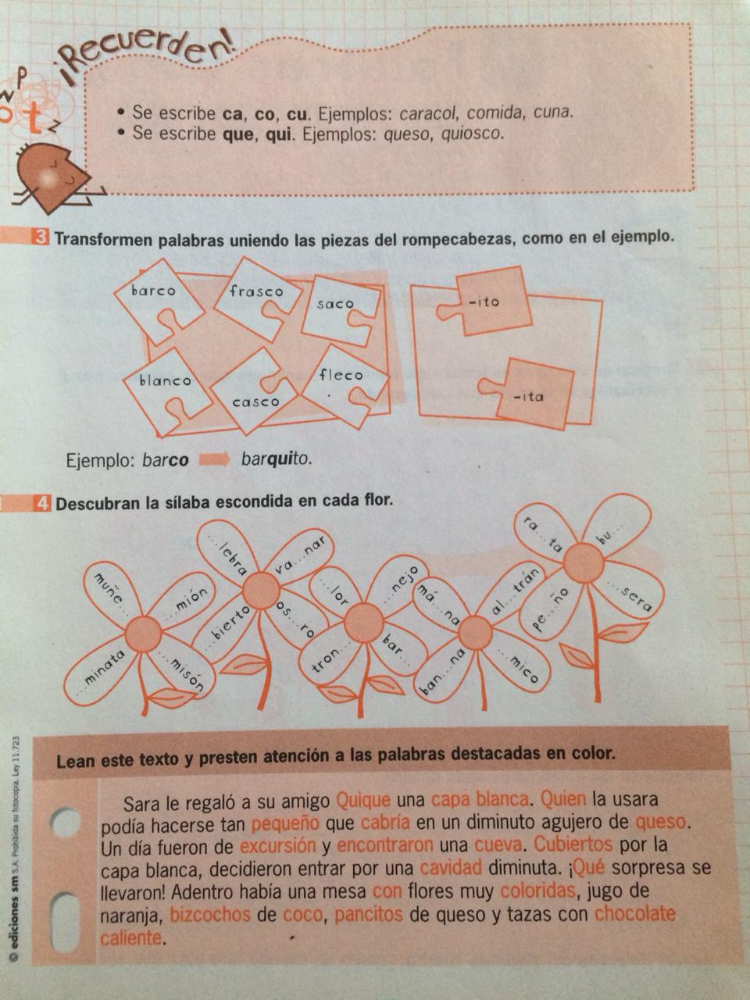 ¡Recuerden!
P
N
o t z
• Se escribe ca, co, cu. Ejemplos: caracol, comida, cuna.
• Se escribe que, qui. Ejemplos: queso, quiosco.
3 Transformen palabras uniendo las piezas del rompecabezas, como en el ejemplo.
barco
frasco
saco
-ito
blanco
casco
fleco
-ita
Ejemplo: barco barquito.
4 Descubran la sílaba escondida en cada flor.
muñe...
...mión
...minata
...misón
...lebra
va...nar
...bierto
os...ro
...lor
...nejo
tron...
bar...
má...na
al...trán
ban...na
...mico
ra...ta
bu...
pe...ño
...sera
Lean este texto y presten atención a las palabras destacadas en color.
Sara le regaló a su amigo Quique una capa blanca. Quien la usara
podía hacerse tan pequeño que cabría en un diminuto agujero de queso.
Un día fueron de excursión y encontraron una cueva. Cubiertos por la
capa blanca, decidieron entrar por una cavidad diminuta. ¡Qué sorpresa se
llevaron! Adentro había una mesa con flores muy coloridas, jugo de
naranja, bizcochos de coco, pancitos de queso y tazas con chocolate
caliente.
© ediciones sm S.A. Prohibida su fotocopia. Ley 11.723